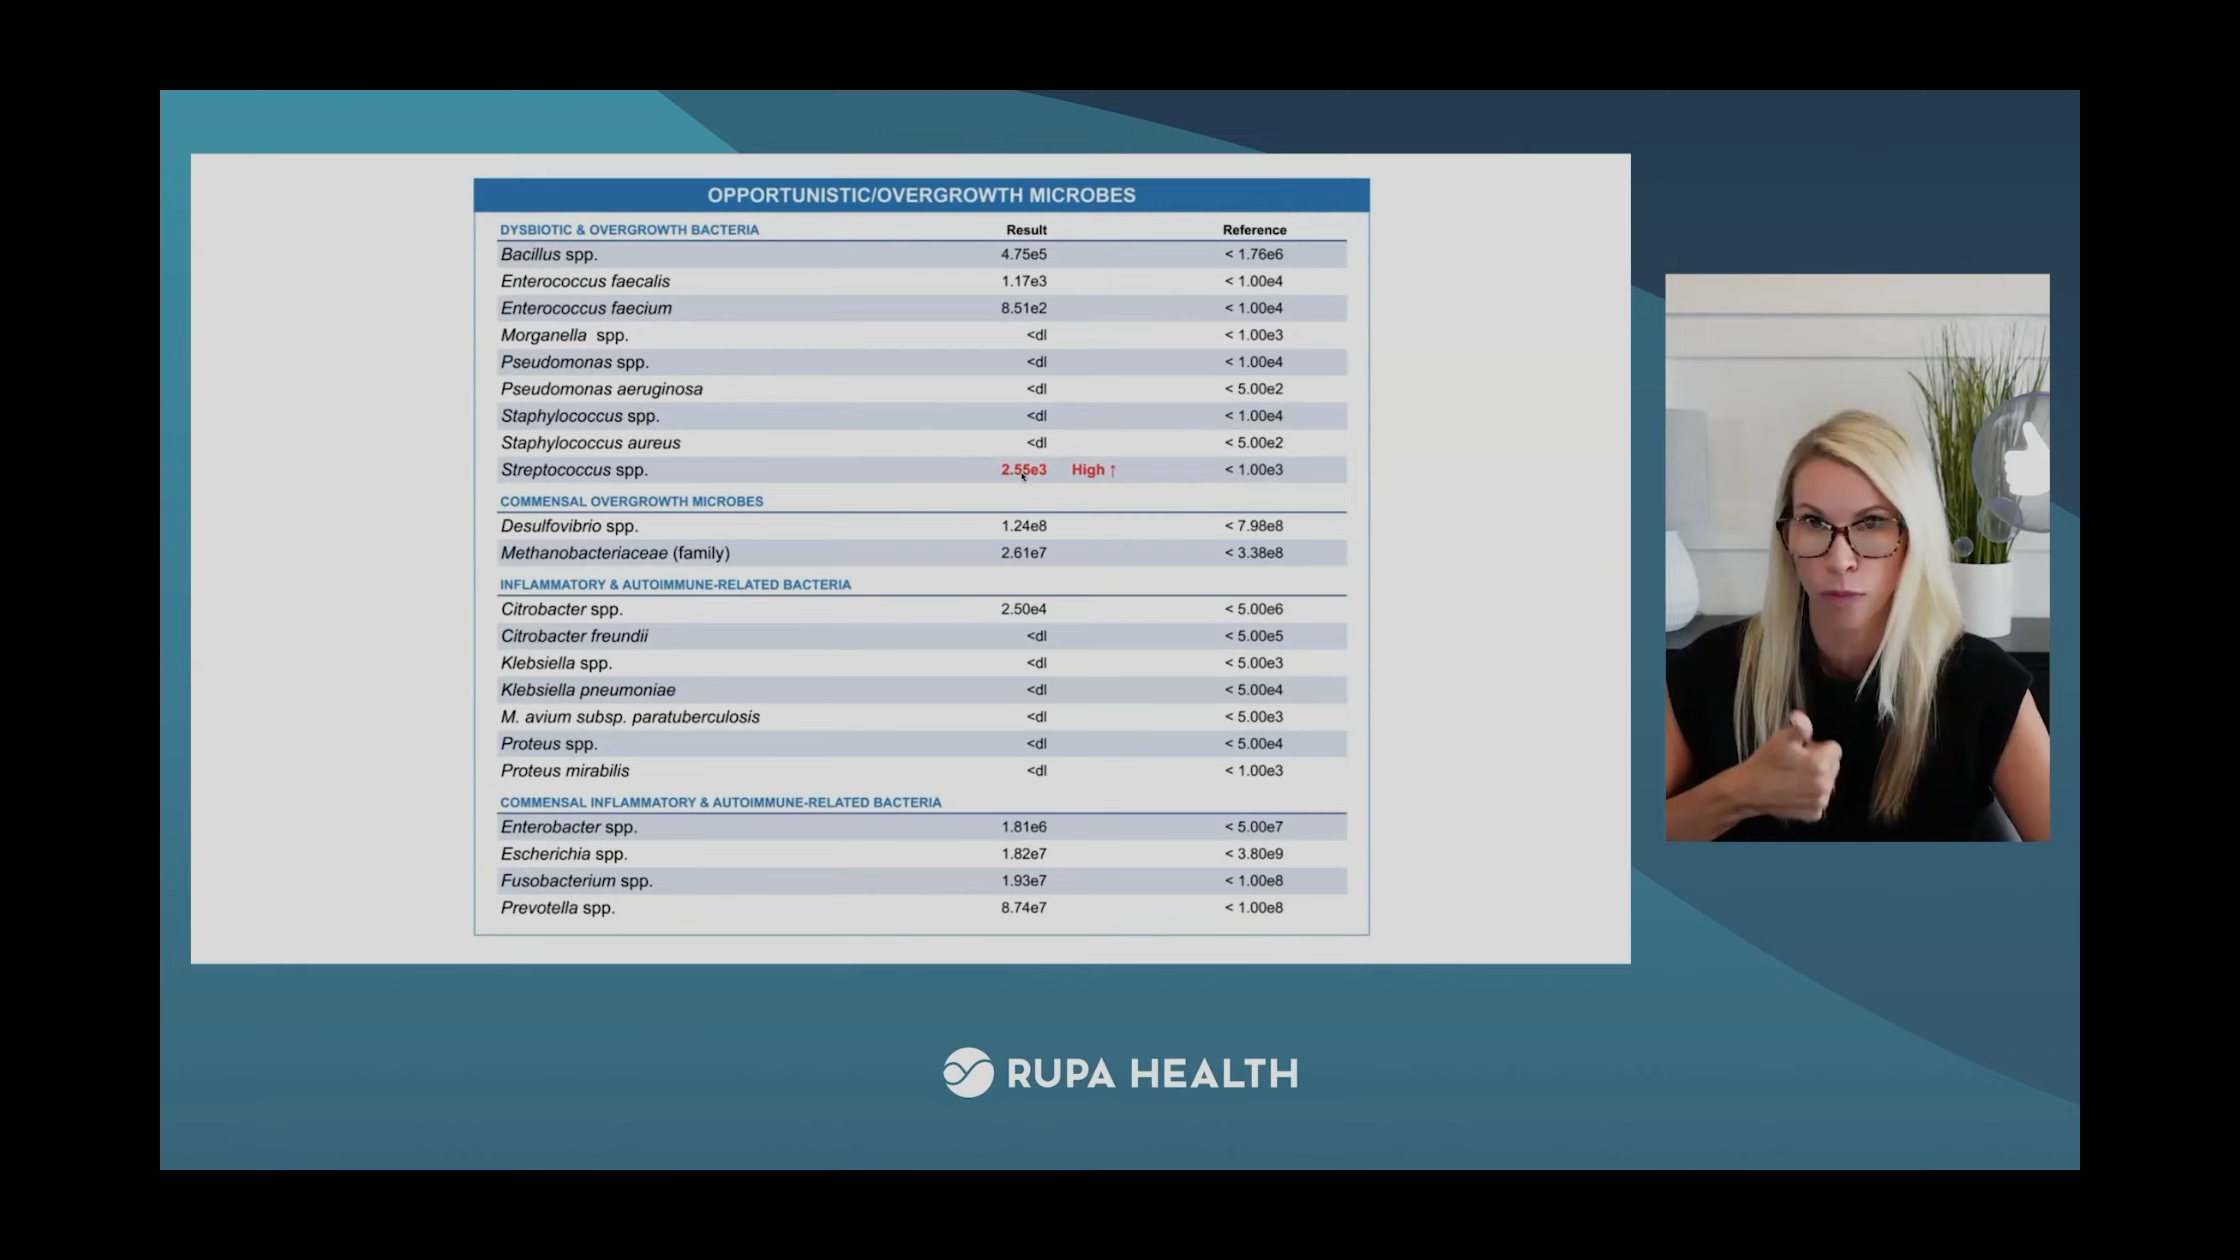 OPPORTUNISTIC/OVERGROWTH MICROBES
DYSBIOTIC & OVERGROWTH BACTERIA Result Reference
Bacillus spp. 4.75e5 < 1.76e6
Enterococcus faecalis 1.17e3 < 1.00e4
Enterococcus faecium 8.51e2 < 1.00e4
Morganella spp. <dl < 1.00e3
Pseudomonas spp. <dl < 1.00e4
Pseudomonas aeruginosa <dl < 5.00e2
Staphylococcus spp. <dl < 1.00e4
Staphylococcus aureus <dl < 5.00e2
Streptococcus spp. 2.55e3 High ↑ < 1.00e3
COMMENSAL OVERGROWTH MICROBES
Desulfovibrio spp. 1.24e8 < 7.98e8
Methanobacteriaceae (family) 2.61e7 < 3.38e8
INFLAMMATORY & AUTOIMMUNE-RELATED BACTERIA
Citrobacter spp. 2.50e4 < 5.00e6
Citrobacter freundii <dl < 5.00e5
Klebsiella spp. <dl < 5.00e3
Klebsiella pneumoniae <dl < 5.00e4
M. avium subsp. paratuberculosis <dl < 5.00e3
Proteus spp. <dl < 5.00e4
Proteus mirabilis <dl < 1.00e3
COMMENSAL INFLAMMATORY & AUTOIMMUNE-RELATED BACTERIA
Enterobacter spp. 1.81e6 < 5.00e7
Escherichia spp. 1.82e7 < 3.80e9
Fusobacterium spp. 1.93e7 < 1.00e8
Prevotella spp. 8.74e7 < 1.00e8
RUPA HEALTH